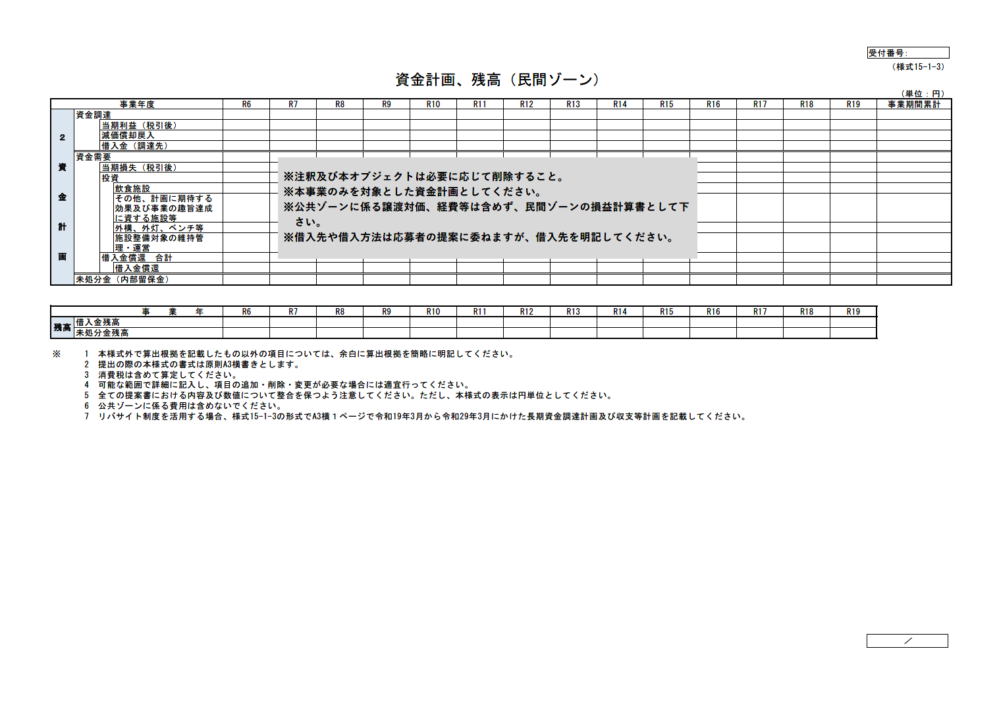 受付番号：
（様式15-1-3）
資金計画、残高（民間ゾーン）
（単位：円）
事業年度 R6 R7 R8 R9 R10 R11 R12 R13 R14 R15 R16 R17 R18 R19 事業期間累計
2 資金計画
資金調達
当期利益（税引後）
減価償却戻入
借入金（調達先）
資金需要
当期損失（税引後）
投資
飲食施設
その他、計画に期待する
効果及び事業の趣旨達成
に資する施設等
外構、外灯、ベンチ等
施設整備対象の維持管
理・運営
借入金償還　合計
借入金償還
未処分金（内部留保金）
※注釈及び本オブジェクトは必要に応じて削除すること。
※本事業のみを対象とした資金計画としてください。
※公共ゾーンに係る譲渡対価、経費等は含めず、民間ゾーンの損益計算書として下
さい。
※借入先や借入方法は応募者の提案に委ねますが、借入先を明記してください。
事　業　年 R6 R7 R8 R9 R10 R11 R12 R13 R14 R15 R16 R17 R18 R19
残高
借入金残高
未処分金残高
※ 1 本様式外で算出根拠を記載したもの以外の項目については、余白に算出根拠を簡略に明記してください。
2 提出の際の本様式の書式は原則A3横書きとします。
3 消費税は含めて算定してください。
4 可能な範囲で詳細に記入し、項目の追加・削除・変更が必要な場合には適宜行ってください。
5 全ての提案書における内容及び数値について整合を保つよう注意してください。ただし、本様式の表示は円単位としてください。
6 公共ゾーンに係る費用は含めないでください。
7 リバサイト制度を活用する場合、様式15-1-3の形式でA3横１ページで令和19年3月から令和29年3月にかけた長期資金調達計画及び収支等計画を記載してください。
／